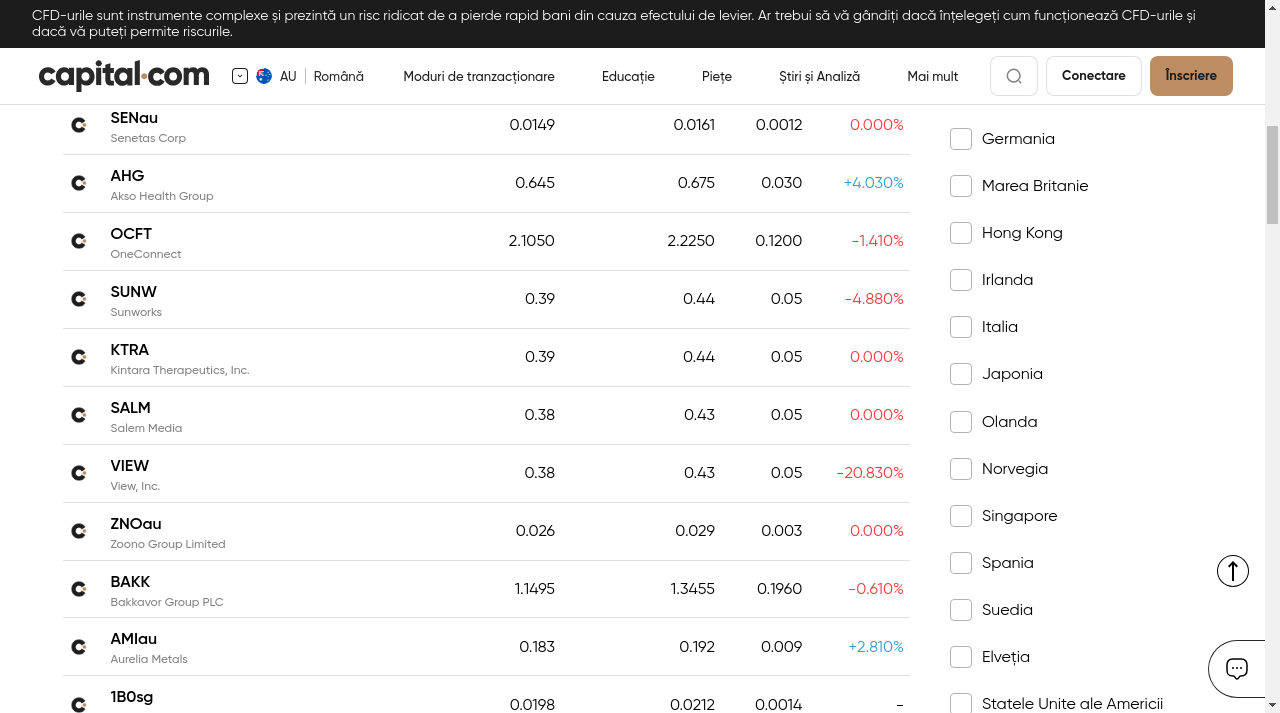 CFD-urile sunt instrumente complexe și prezintă un risc ridicat de a pierde rapid bani din cauza efectului de levier. Ar trebui să vă gândiți dacă înțelegeți cum funcționează CFD-urile și
dacă vă puteți permite riscurile.
capital.com AU Română Moduri de tranzacționare Educație Piețe Știri și Analiză Mai mult Conectare Înscriere
SENau 0.0149 0.0161 0.0012 0.000%
Senetas Corp
AHG 0.645 0.675 0.030 +4.030%
Akso Health Group
OCFT 2.1050 2.2250 0.1200 -1.410%
OneConnect
SUNW 0.39 0.44 0.05 -4.880%
Sunworks
KTRA 0.39 0.44 0.05 0.000%
Kintara Therapeutics, Inc.
SALM 0.38 0.43 0.05 0.000%
Salem Media
VIEW 0.38 0.43 0.05 -20.830%
View, Inc.
ZNOau 0.026 0.029 0.003 0.000%
Zoono Group Limited
BAKK 1.1495 1.3455 0.1960 -0.610%
Bakkavor Group PLC
AMIau 0.183 0.192 0.009 +2.810%
Aurelia Metals
1B0sg 0.0198 0.0212 0.0014 -
Germania
Marea Britanie
Hong Kong
Irlanda
Italia
Japonia
Olanda
Norvegia
Singapore
Spania
Suedia
Elveția
Statele Unite ale Americii